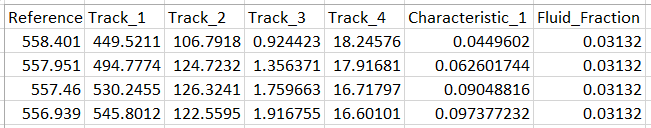 Reference Track_1 Track_2 Track_3 Track_4 Characteristic_1 Fluid_Fraction
558.401 449.5211 106.7918 0.924423 18.24576 0.0449602 0.03132
557.951 494.7774 124.7232 1.356371 17.91681 0.062601744 0.03132
557.46 530.2455 126.3241 1.759663 16.71797 0.09048816 0.03132
556.939 545.8012 122.5595 1.916755 16.60101 0.097377232 0.03132